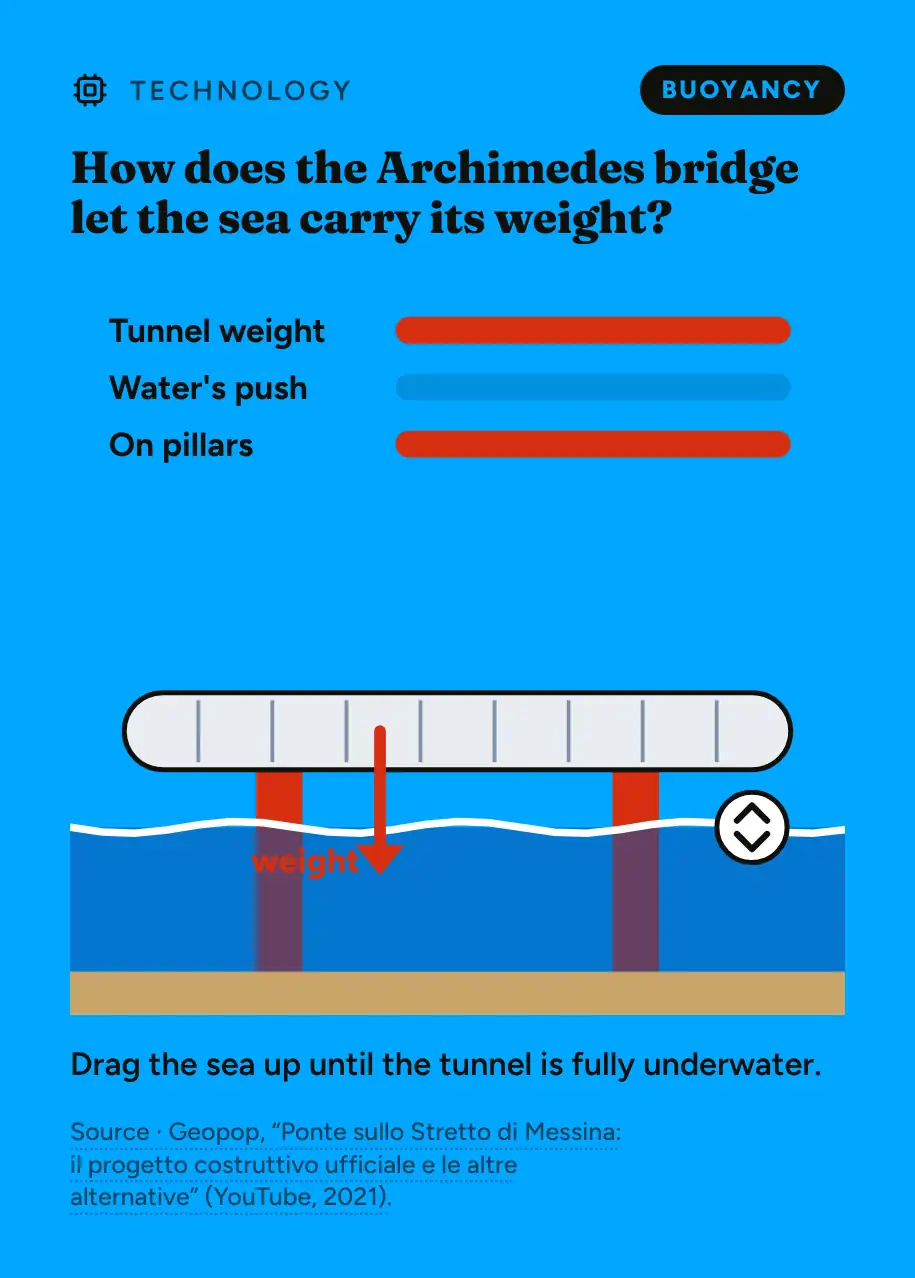 TECHNOLOGY
BUOYANCY
How does the Archimedes bridge
let the sea carry its weight?
Tunnel weight
Water's push
On pillars
weight
Drag the sea up until the tunnel is fully underwater.
Source · Geopop, “Ponte sullo Stretto di Messina:
il progetto costruttivo ufficiale e le altre
alternative” (YouTube, 2021).